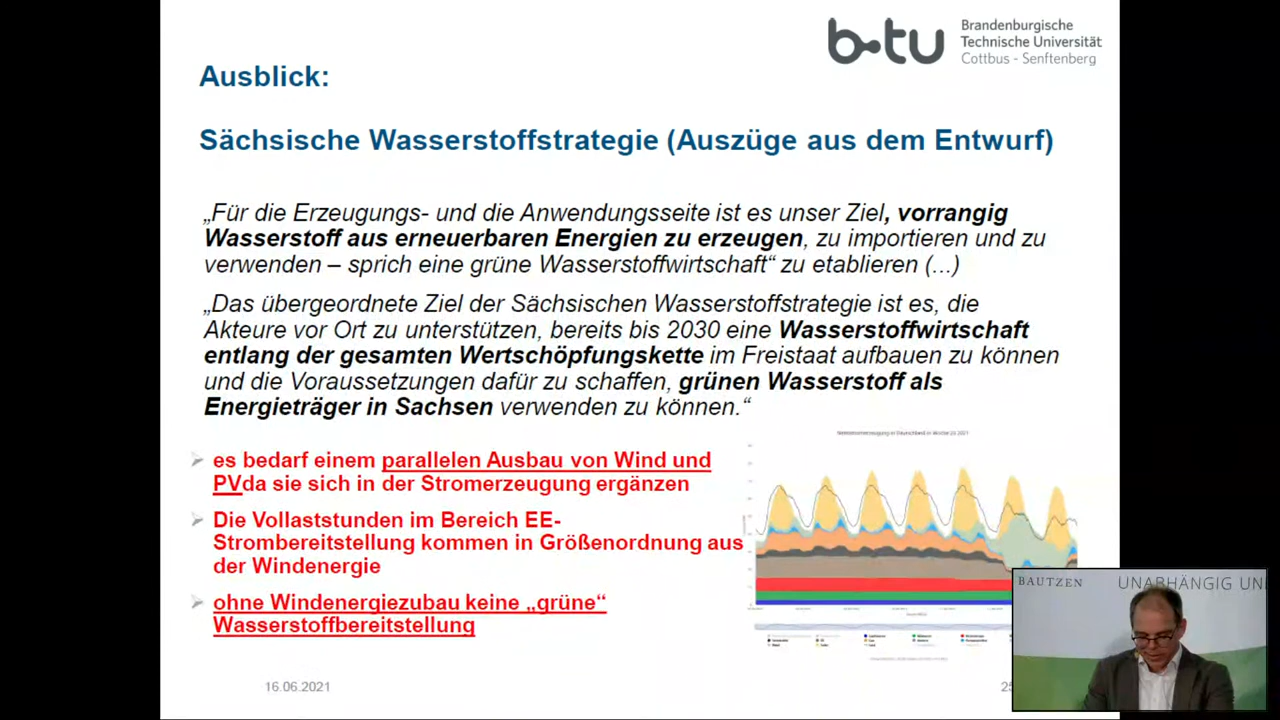 b-tu
Brandenburgische
Technische Universität
Cottbus - Senftenberg
Ausblick:
Sächsische Wasserstoffstrategie (Auszüge aus dem Entwurf)
„Für die Erzeugungs- und die Anwendungsseite ist es unser Ziel, vorrangig
Wasserstoff aus erneuerbaren Energien zu erzeugen, zu importieren und zu
verwenden – sprich eine grüne Wasserstoffwirtschaft“ zu etablieren (...)
„Das übergeordnete Ziel der Sächsischen Wasserstoffstrategie ist es, die
Akteure vor Ort zu unterstützen, bereits bis 2030 eine Wasserstoffwirtschaft
entlang der gesamten Wertschöpfungskette im Freistaat aufbauen zu können
und die Voraussetzungen dafür zu schaffen, grünen Wasserstoff als
Energieträger in Sachsen verwenden zu können.“
es bedarf einem parallelen Ausbau von Wind und
PVda sie sich in der Stromerzeugung ergänzen
Die Vollaststunden im Bereich EE-
Strombereitstellung kommen in Größenordnung aus
der Windenergie
ohne Windenergiezubau keine „grüne“
Wasserstoffbereitstellung
16.06.2021
25
BAUTZEN UNABHÄNGIG UN